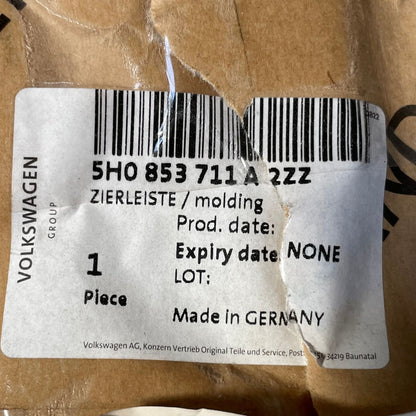 VOLKSWAGEN
GROUP
5H0 853 711 A 2ZZ
ZIERLEISTE / molding
Prod. date:
Expiry date NONE
LOT:
1
Piece
Made in GERMANY
Volkswagen AG, Konzern Vertrieb Original Teile und Service, 34219 Baunatal